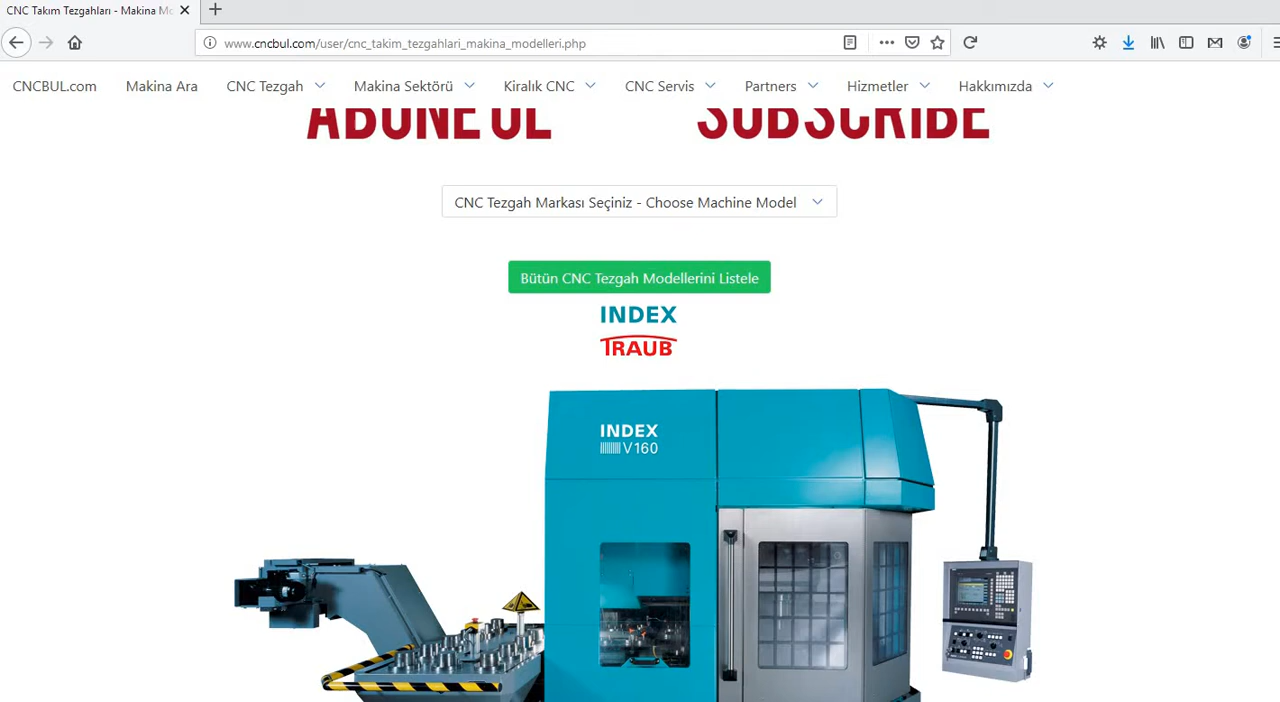 CNC Takım Tezgahları - Makina Mo
www.cncbul.com/user/cnc_takim_tezgahlari_makina_modelleri.php
CNCBUL.com Makina Ara CNC Tezgah Makina Sektörü Kiralık CNC CNC Servis Partners Hizmetler Hakkımızda
ABONE OL SUBSCRIBE
CNC Tezgah Markası Seçiniz - Choose Machine Model
Bütün CNC Tezgah Modellerini Listele
INDEX
TRAUB
INDEX
V160